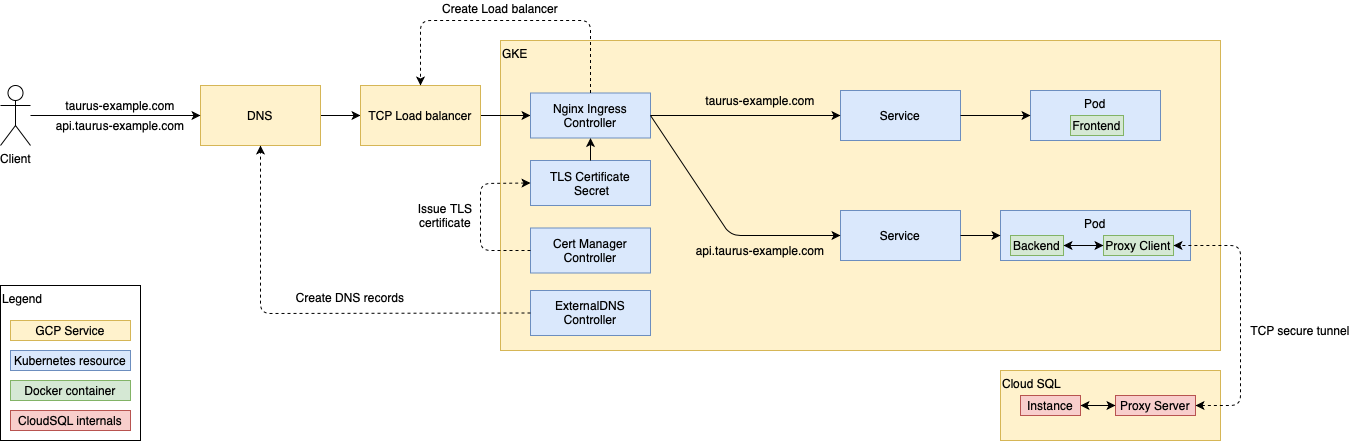 Create Load balancer
GKE
taurus-example.com
api.taurus-example.com
Client
DNS
TCP Load balancer
Nginx Ingress
Controller
taurus-example.com
Service
Pod
Frontend
TLS Certificate
Secret
Issue TLS
certificate
Cert Manager
Controller
api.taurus-example.com
Service
Pod
Backend
Proxy Client
Create DNS records
ExternalDNS
Controller
TCP secure tunnel
Legend
GCP Service
Kubernetes resource
Docker container
CloudSQL internals
Cloud SQL
Instance
Proxy Server